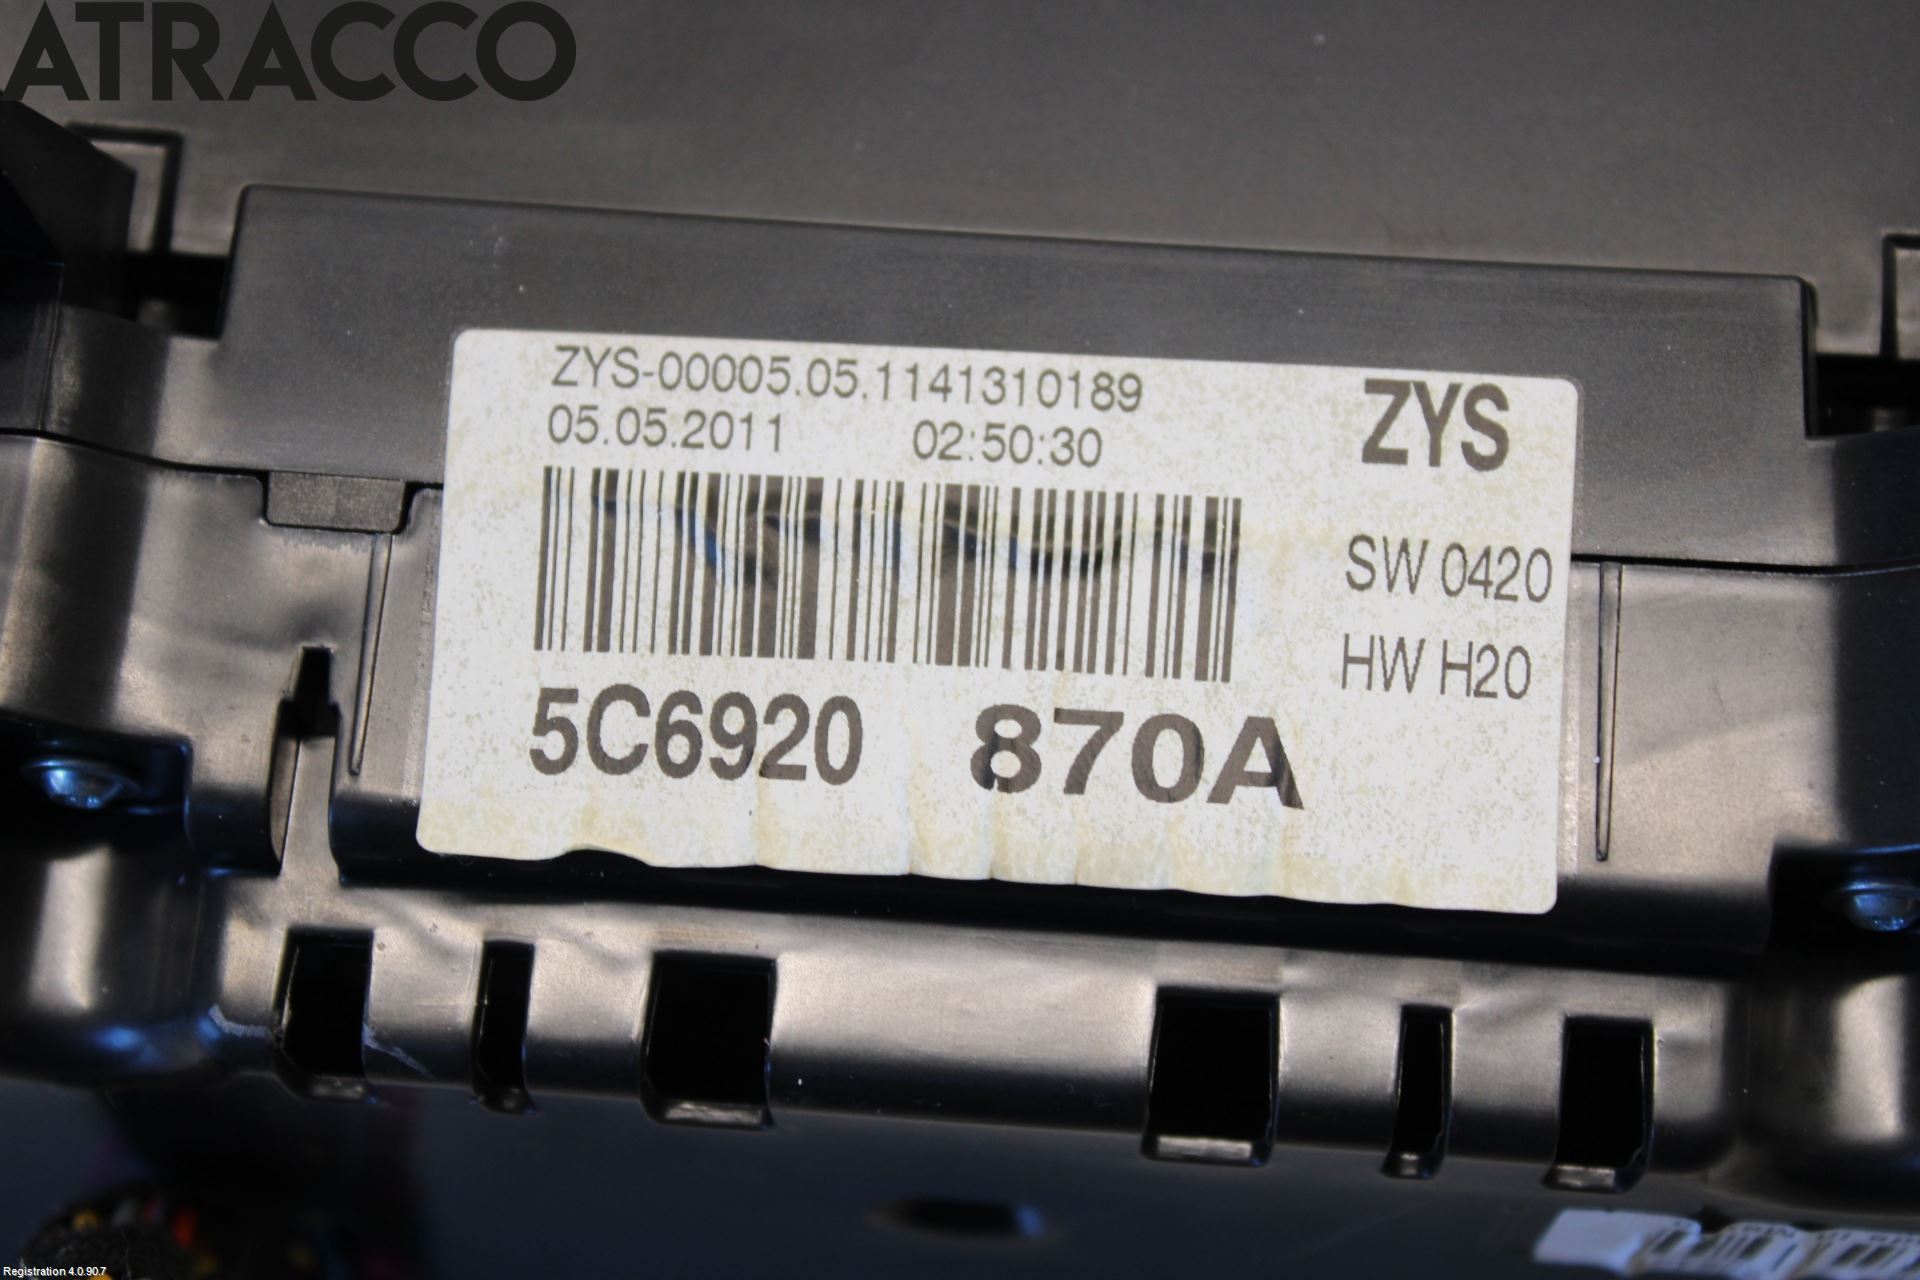 ATRACCO
ZYS-00005.05.1141310189
05.05.2011 02:50:30
ZYS
SW 0420
HW H20
5C6920 870A
Registration 4.0.90.7